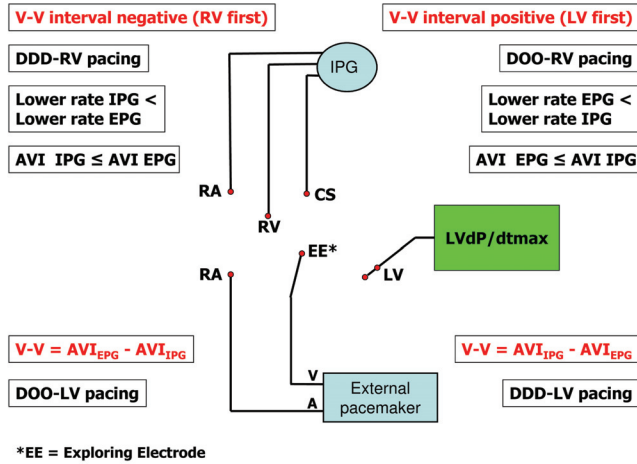 V-V interval negative (RV first)
V-V interval positive (LV first)
DDD-RV pacing
IPG
DOO-RV pacing
Lower rate IPG <
Lower rate EPG
Lower rate EPG <
Lower rate IPG
AVI IPG ≤ AVI EPG
AVI EPG ≤ AVI IPG
RA
CS
RV
EE*
LVdP/dtmax
RA
LV
V-V = AVIEPG - AVIIPG
V-V = AVIIPG - AVIEPG
V
A
External
pacemaker
DOO-LV pacing
DDD-LV pacing
*EE = Exploring Electrode